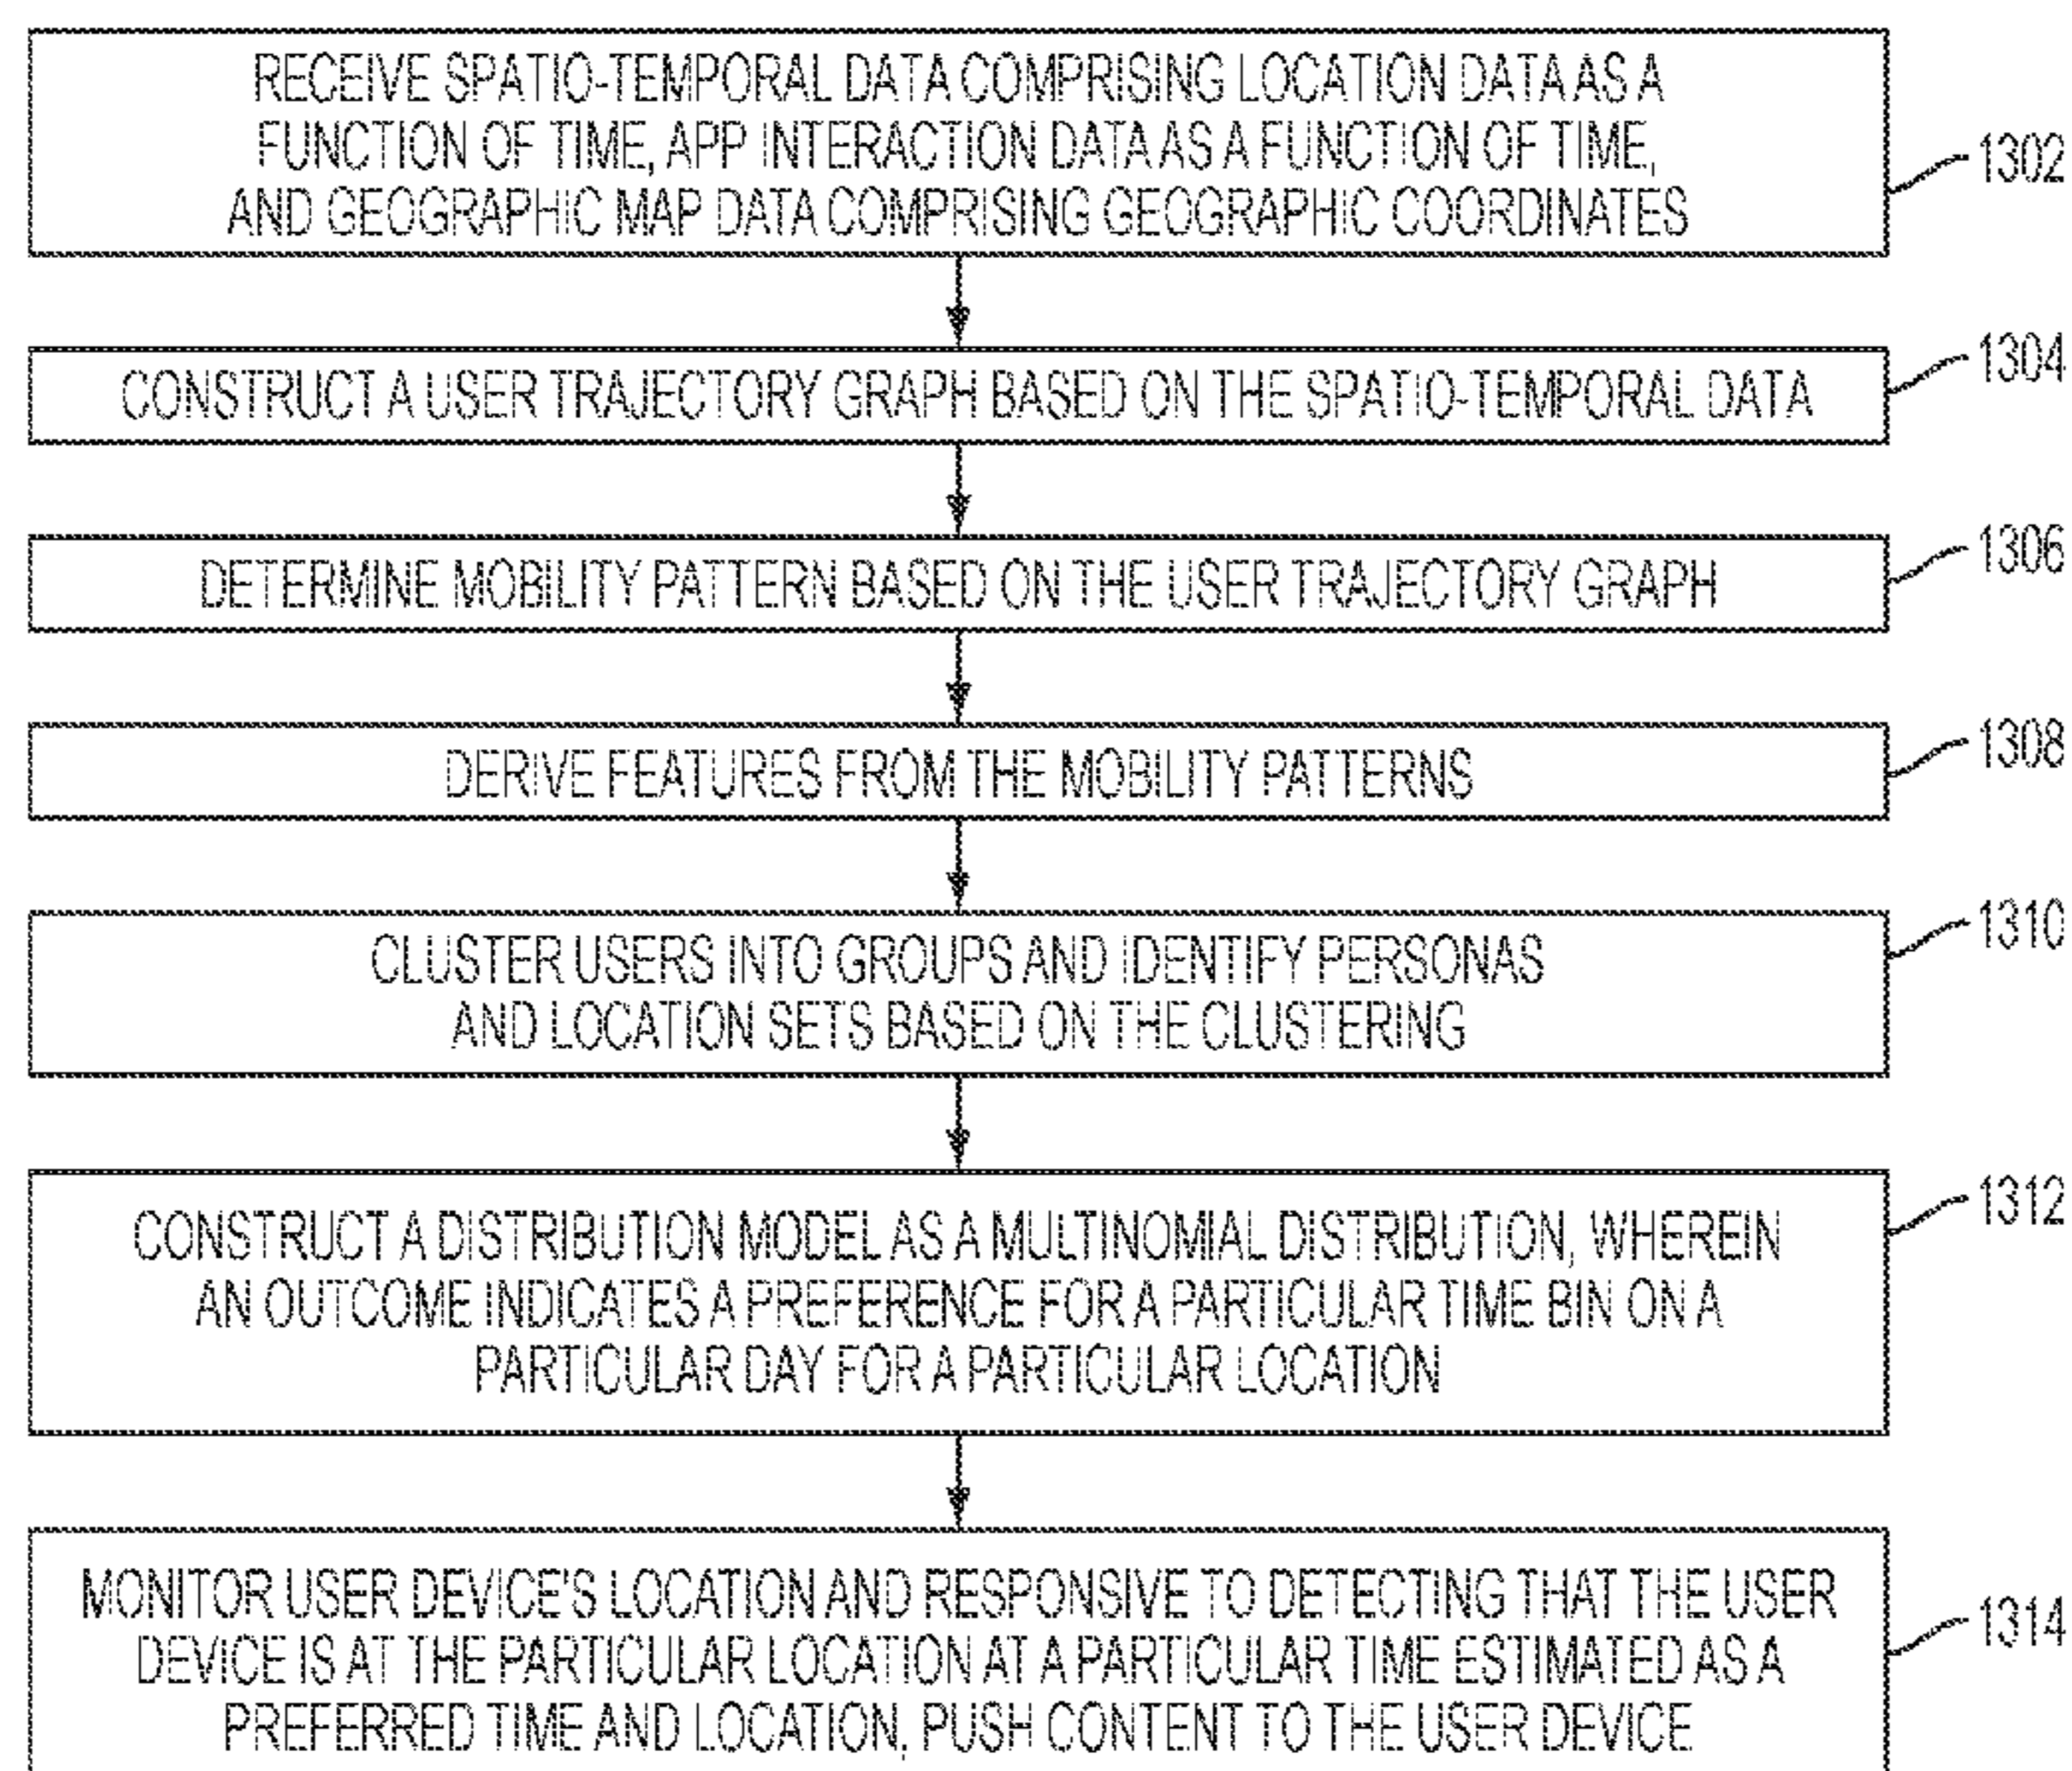 RECEIVE SPATIO-TEMPORAL DATA COMPRISING LOCATION DATA AS A
FUNCTION OF TIME, APP INTERACTION DATA AS A FUNCTION OF TIME,
AND GEOGRAPHIC MAP DATA COMPRISING GEOGRAPHIC COORDINATES
1302
CONSTRUCT A USER TRAJECTORY GRAPH BASED ON THE SPATIO-TEMPORAL DATA
1304
DETERMINE MOBILITY PATTERN BASED ON THE USER TRAJECTORY GRAPH
1306
DERIVE FEATURES FROM THE MOBILITY PATTERNS
1308
CLUSTER USERS INTO GROUPS AND IDENTIFY PERSONAS
AND LOCATION SETS BASED ON THE CLUSTERING
1310
CONSTRUCT A DISTRIBUTION MODEL AS A MULTINOMIAL DISTRIBUTION, WHEREIN
AN OUTCOME INDICATES A PREFERENCE FOR A PARTICULAR TIME BIN ON A
PARTICULAR DAY FOR A PARTICULAR LOCATION
1312
MONITOR USER DEVICE'S LOCATION AND RESPONSIVE TO DETECTING THAT THE USER
DEVICE IS AT THE PARTICULAR LOCATION AT A PARTICULAR TIME ESTIMATED AS A
PREFERRED TIME AND LOCATION, PUSH CONTENT TO THE USER DEVICE
1314